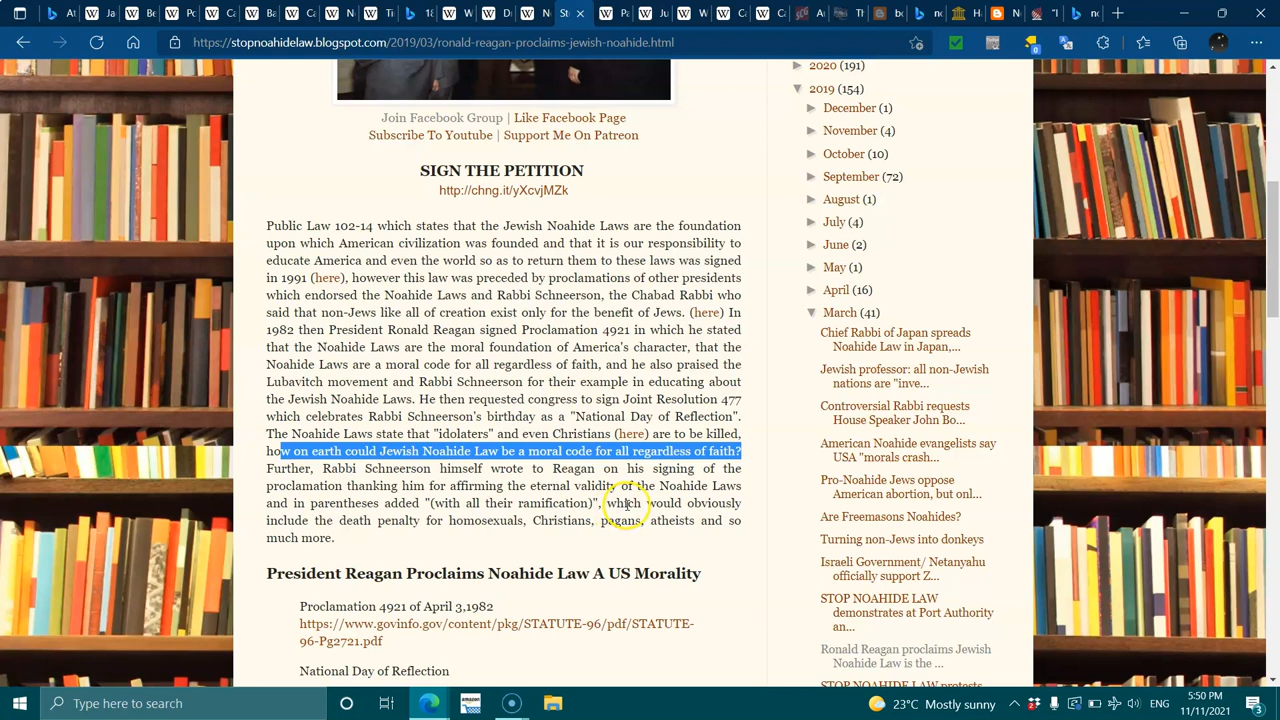 St
https://stopnoahidelaw.blogspot.com/2019/03/ronald-reagan-proclaims-jewish-noahide.html
Join Facebook Group | Like Facebook Page
Subscribe To Youtube | Support Me On Patreon
SIGN THE PETITION
http://chng.it/yXcvjMZk
Public Law 102-14 which states that the Jewish Noahide Laws are the foundation
upon which American civilization was founded and that it is our responsibility to
educate America and even the world so as to return them to these laws was signed
in 1991 (here), however this law was preceded by proclamations of other presidents
which endorsed the Noahide Laws and Rabbi Schneerson, the Chabad Rabbi who
said that non-Jews like all of creation exist only for the benefit of Jews. (here) In
1982 then President Ronald Reagan signed Proclamation 4921 in which he stated
that the Noahide Laws are the moral foundation of America's character, that the
Noahide Laws are a moral code for all regardless of faith, and he also praised the
Lubavitch movement and Rabbi Schneerson for their example in educating about
the Jewish Noahide Laws. He then requested congress to sign Joint Resolution 477
which celebrates Rabbi Schneerson's birthday as a "National Day of Reflection".
The Noahide Laws state that "idolaters" and even Christians (here) are to be killed,
how on earth could Jewish Noahide Law be a moral code for all regardless of faith?
Further, Rabbi Schneerson himself wrote to Reagan on his signing of the
proclamation thanking him for affirming the eternal validity of the Noahide Laws
and in parentheses added "(with all their ramification)", which would obviously
include the death penalty for homosexuals, Christians, pagans, atheists and so
much more.
President Reagan Proclaims Noahide Law A US Morality
Proclamation 4921 of April 3,1982
https://www.govinfo.gov/content/pkg/STATUTE-96/pdf/STATUTE-
96-Pg2721.pdf
National Day of Reflection
2020 (191)
2019 (154)
December (1)
November (4)
October (10)
September (72)
August (1)
July (4)
June (2)
May (1)
April (16)
March (41)
Chief Rabbi of Japan spreads
Noahide Law in Japan,...
Jewish professor: all non-Jewish
nations are "inve...
Controversial Rabbi requests
House Speaker John Bo...
American Noahide evangelists say
USA "morals crash...
Pro-Noahide Jews oppose
American abortion, but onl...
Are Freemasons Noahides?
Turning non-Jews into donkeys
Israeli Government/ Netanyahu
officially support Z...
STOP NOAHIDE LAW
demonstrates at Port Authority
an...
Ronald Reagan proclaims Jewish
Noahide Law is the ...
STOP NOAHIDE LAW protests
Type here to search
amazon
23°C Mostly sunny
ENG
5:50 PM
11/11/2021
3